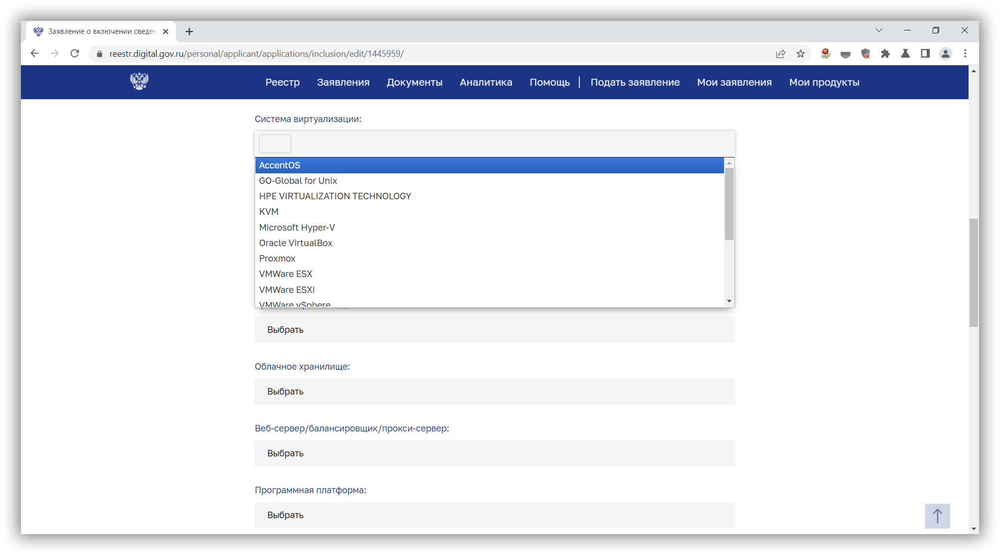 Заявление о включении сведен
reestr.digital.gov.ru/personal/applicant/applications/inclusion/edit/1445959/
Реестр Заявления Документы Аналитика Помощь Подать заявление Мои заявления Мои продукты
Система виртуализации:
AccentOS
GO-Global for Unix
HPE VIRTUALIZATION TECHNOLOGY
KVM
Microsoft Hyper-V
Oracle VirtualBox
Proxmox
VMWare ESX
VMWare ESXi
VMWare vSphere
Выбрать
Облачное хранилище:
Выбрать
Веб-сервер/балансировщик/прокси-сервер:
Выбрать
Программная платформа:
Выбрать